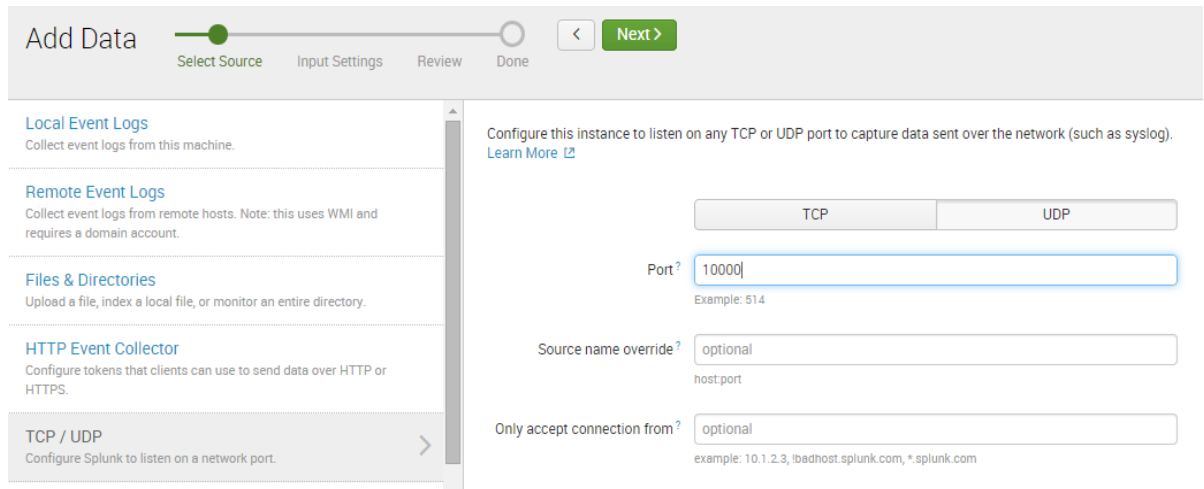 Add Data
Select Source
Input Settings
Review
Done
<
Next >
Local Event Logs
Collect event logs from this machine.
Remote Event Logs
Collect event logs from remote hosts. Note: this uses WMI and
requires a domain account.
Files & Directories
Upload a file, index a local file, or monitor an entire directory.
HTTP Event Collector
Configure tokens that clients can use to send data over HTTP or
HTTPS.
TCP / UDP
Configure Splunk to listen on a network port.
Configure this instance to listen on any TCP or UDP port to capture data sent over the network (such as syslog).
Learn More
TCP
UDP
Port ?
10000
Example: 514
Source name override ?
optional
host:port
Only accept connection from ?
optional
example: 10.1.2.3, !badhost.splunk.com, *.splunk.com